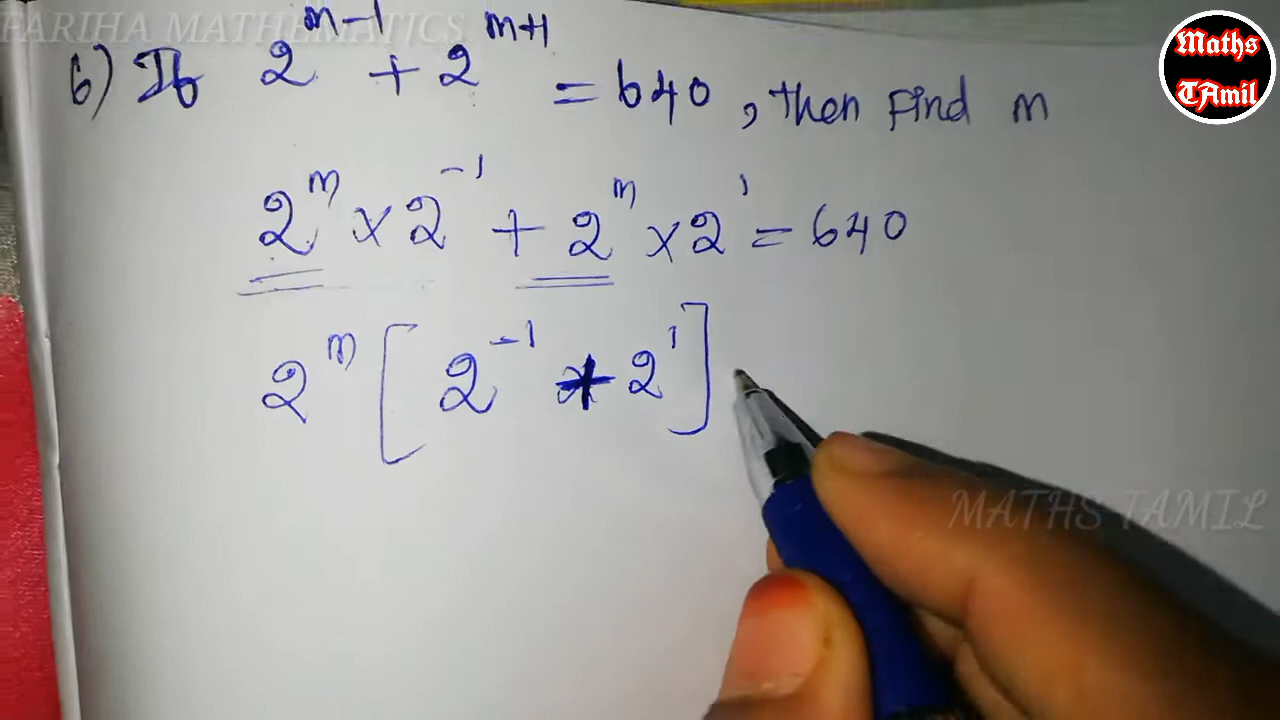 FARIHA MATHEMATICS
Maths
TAmil
6) If 2^{m-1} + 2^{m+1} = 640, then Find m
2^m × 2^{-1} + 2^m × 2^1 = 640
2^m [ 2^{-1} + 2^1 ]
MATHS TAMIL